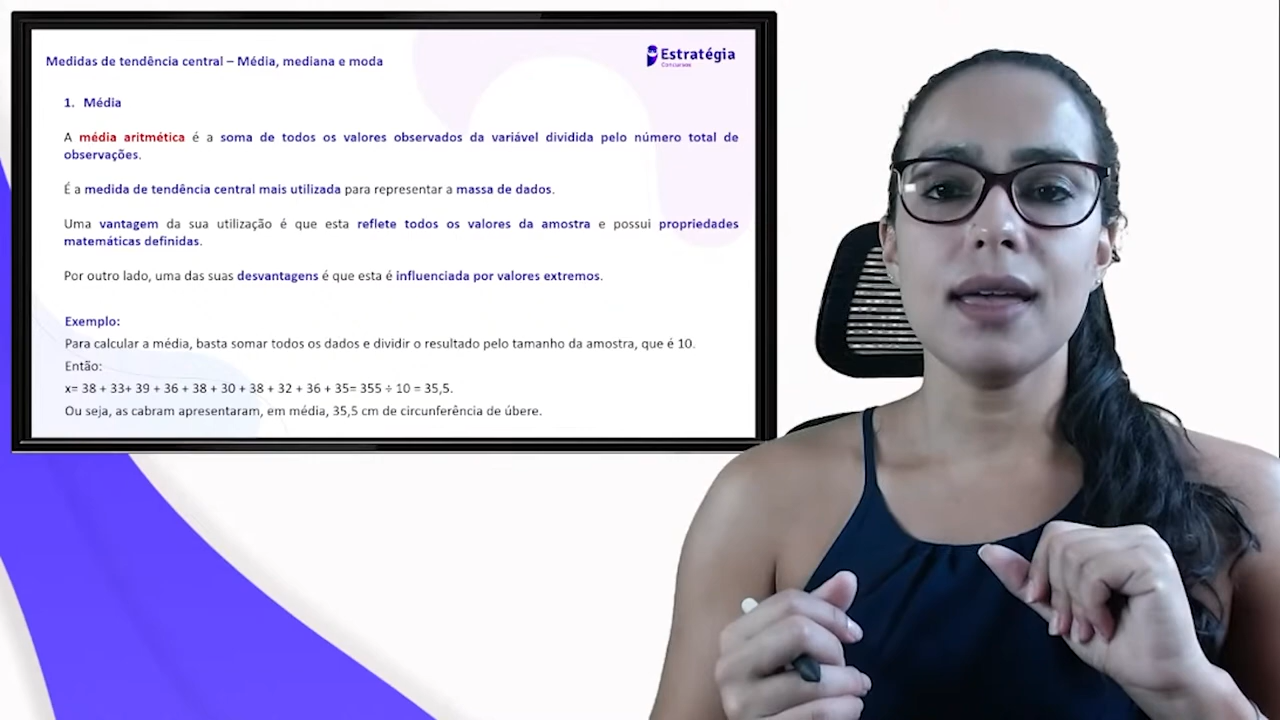 Medidas de tendência central – Média, mediana e moda
Estratégia
Concursos
1. Média
A média aritmética é a soma de todos os valores observados da variável dividida pelo número total de
observações.
É a medida de tendência central mais utilizada para representar a massa de dados.
Uma vantagem da sua utilização é que esta reflete todos os valores da amostra e possui propriedades
matemáticas definidas.
Por outro lado, uma das suas desvantagens é que esta é influenciada por valores extremos.
Exemplo:
Para calcular a média, basta somar todos os dados e dividir o resultado pelo tamanho da amostra, que é 10.
Então:
x= 38 + 33+ 39 + 36 + 38 + 30 + 38 + 32 + 36 + 35= 355 ÷ 10 = 35,5.
Ou seja, as cabram apresentaram, em média, 35,5 cm de circunferência de úbere.